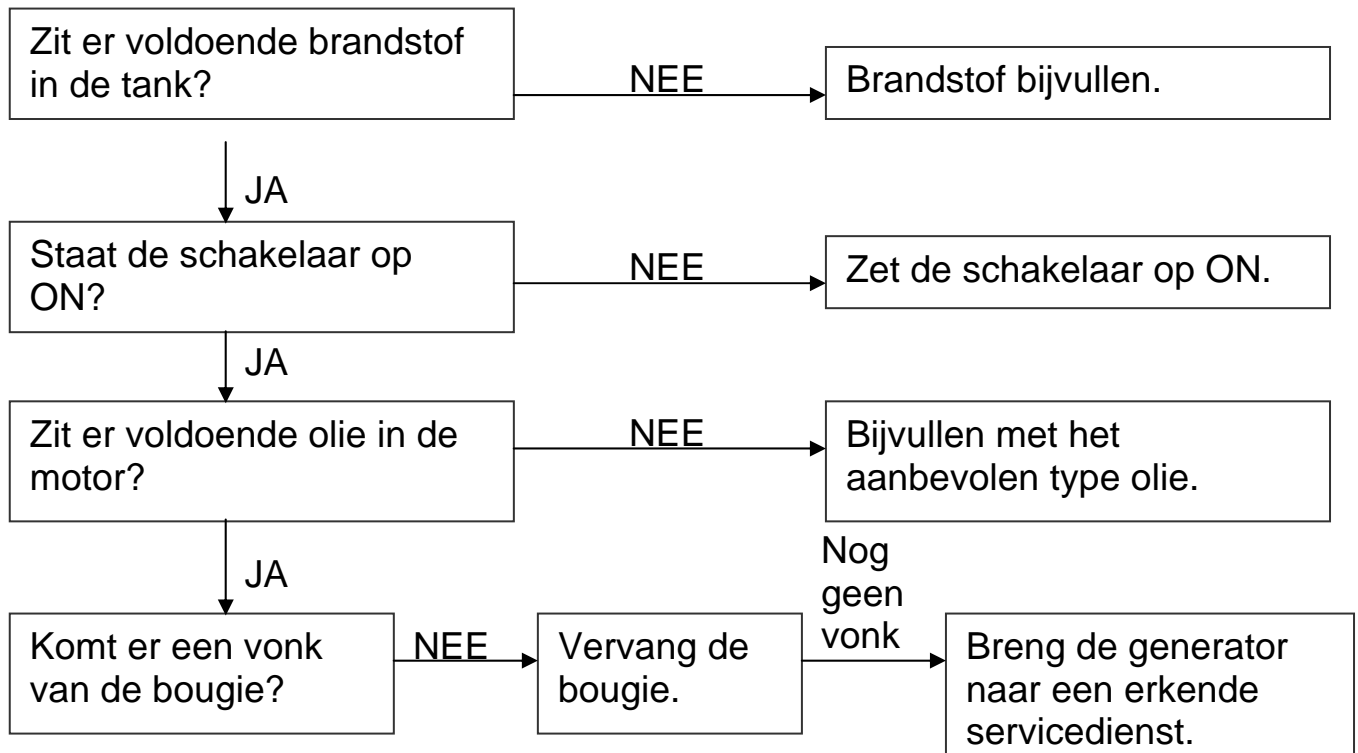 Zit er voldoende brandstof
in de tank?
NEE
Brandstof bijvullen.
JA
Staat de schakelaar op
ON?
NEE
Zet de schakelaar op ON.
JA
Zit er voldoende olie in de
motor?
NEE
Bijvullen met het
aanbevolen type olie.
JA
Komt er een vonk
van de bougie?
NEE
Vervang de
bougie.
Nog
geen
vonk
Breng de generator
naar een erkende
servicedienst.